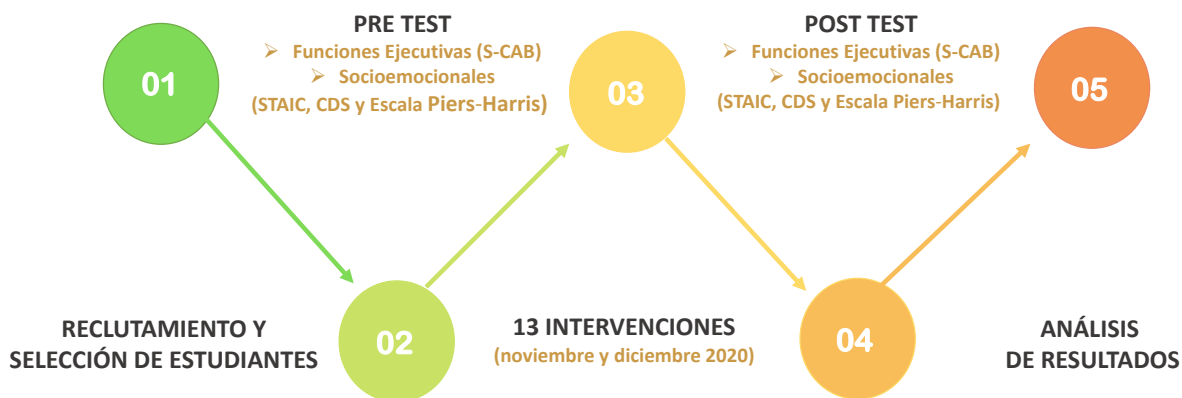 01
RECLUTAMIENTO Y
SELECCIÓN DE ESTUDIANTES
PRE TEST
➢ Funciones Ejecutivas (S-CAB)
➢ Socioemocionales
(STAIC, CDS y Escala Piers-Harris)
02
03
13 INTERVENCIONES
(noviembre y diciembre 2020)
POST TEST
➢ Funciones Ejecutivas (S-CAB)
➢ Socioemocionales
(STAIC, CDS y Escala Piers-Harris)
04
05
ANÁLISIS
DE RESULTADOS